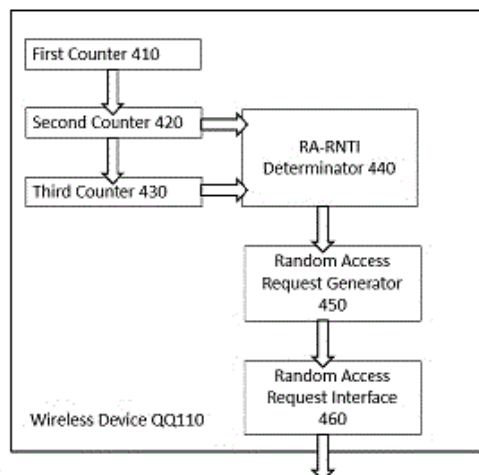 First Counter 410
Second Counter 420
Third Counter 430
RA-RNTI
Determinator 440
Random Access
Request Generator
450
Random Access
Request Interface
460
Wireless Device QQ110